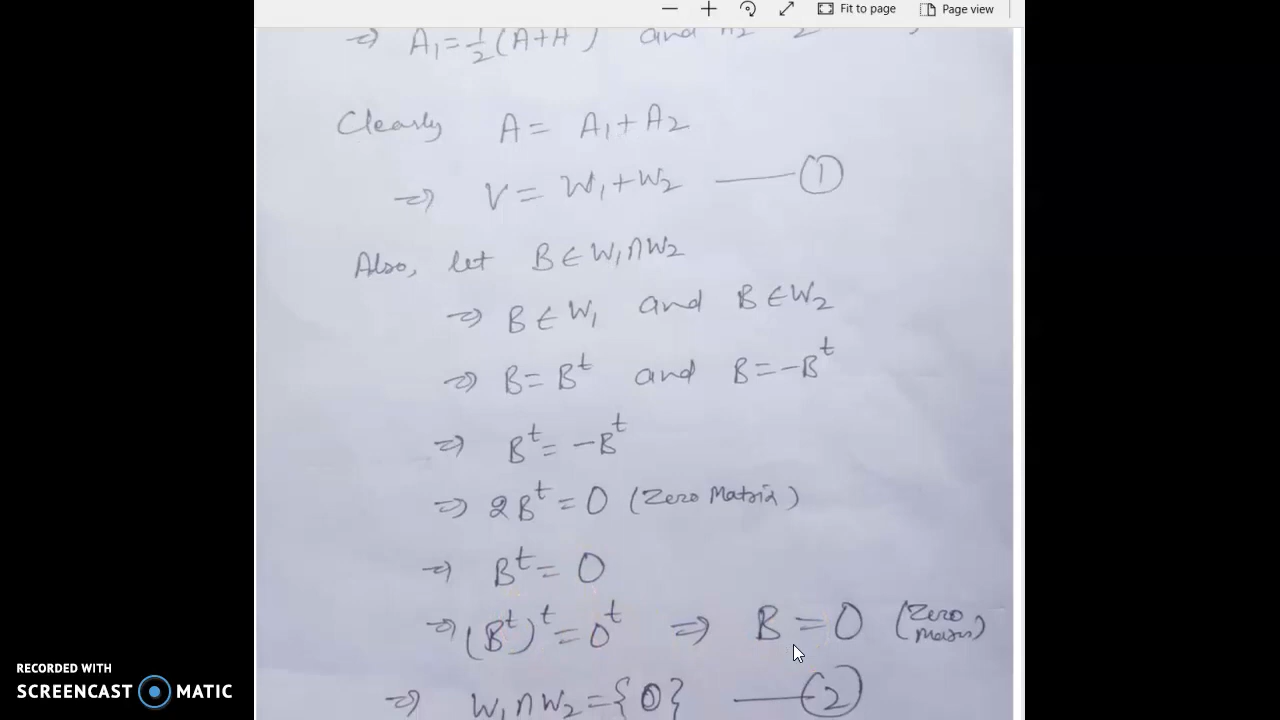 Fit to page Page view
⇒ A₁ = ½(A+A ) and
Clearly A = A₁ + A₂
⇒ V = W₁ + W₂ —— ①
Also, let B ∈ W₁ ∩ W₂
⇒ B ∈ W₁ and B ∈ W₂
⇒ B = Bᵗ and B = -Bᵗ
⇒ Bᵗ = -Bᵗ
⇒ 2Bᵗ = 0 (Zero Matrix)
⇒ Bᵗ = 0
⇒ (Bᵗ)ᵗ = 0ᵗ ⇒ B = 0 (Zero
⇒ W₁ ∩ W₂ = {0} —— ②
RECORDED WITH
SCREENCAST MATIC